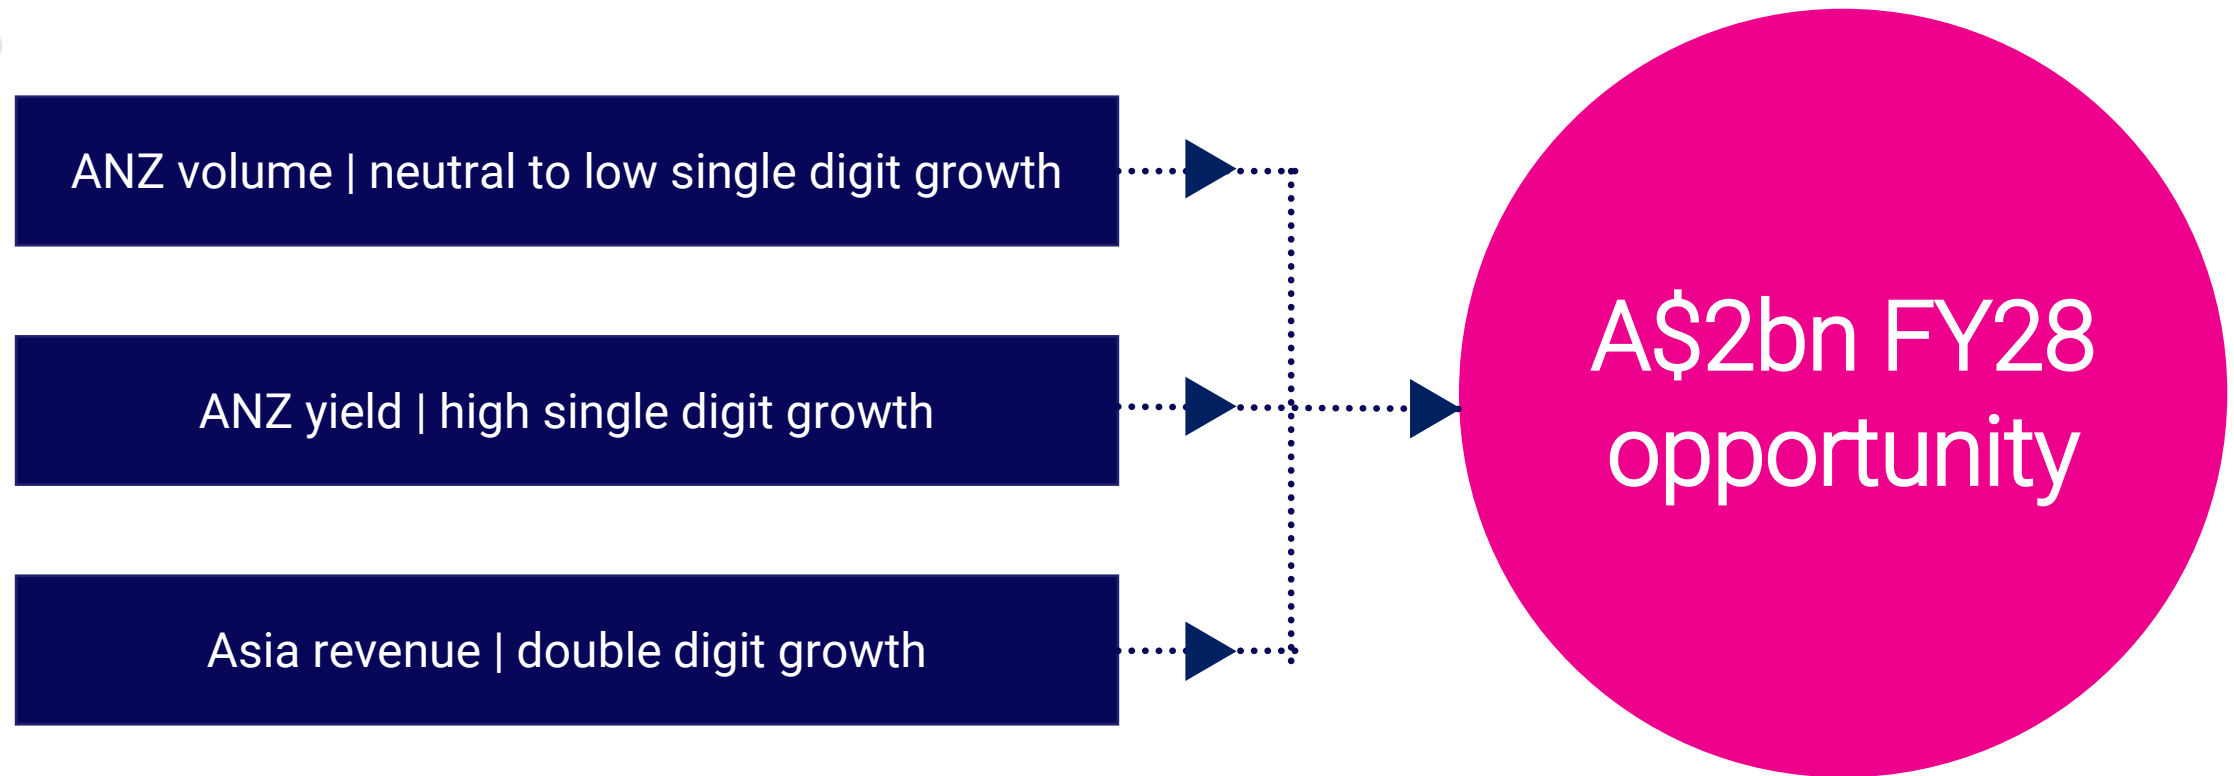 ANZ volume | neutral to low single digit growth
ANZ yield | high single digit growth
Asia revenue | double digit growth
A$2bn FY28
opportunity